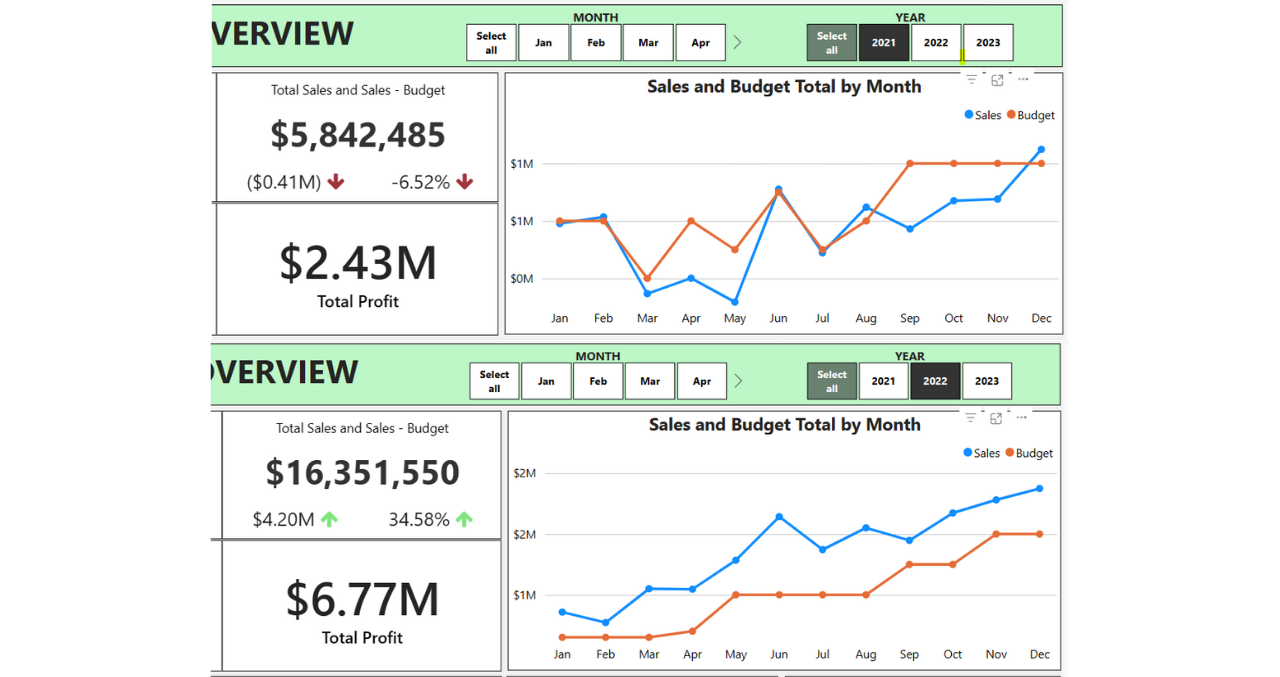 VERVIEW
MONTH
Select all
Jan
Feb
Mar
Apr
YEAR
Select all
2021
2022
2023
Total Sales and Sales - Budget
$5,842,485
($0.41M)
-6.52%
$2.43M
Total Profit
Sales and Budget Total by Month
Sales Budget
$1M
$1M
$0M
Jan Feb Mar Apr May Jun Jul Aug Sep Oct Nov Dec
OVERVIEW
MONTH
Select all
Jan
Feb
Mar
Apr
YEAR
Select all
2021
2022
2023
Total Sales and Sales - Budget
$16,351,550
$4.20M
34.58%
$6.77M
Total Profit
Sales and Budget Total by Month
Sales Budget
$2M
$2M
$1M
Jan Feb Mar Apr May Jun Jul Aug Sep Oct Nov Dec